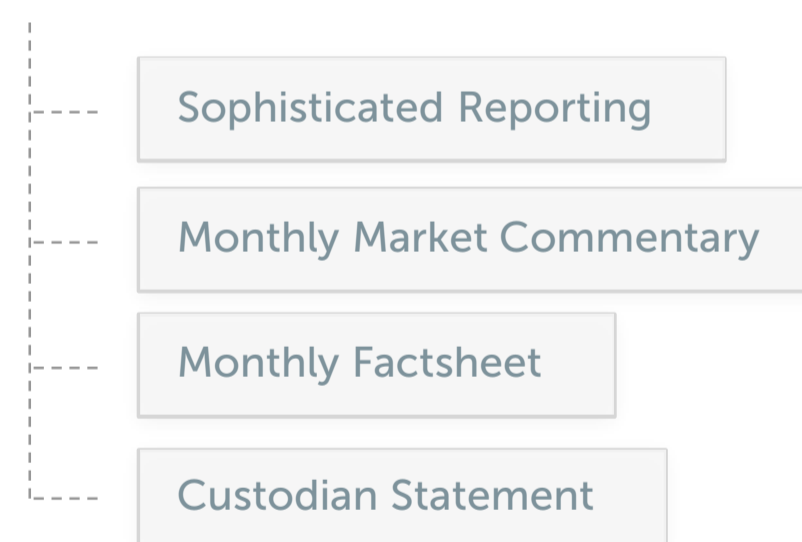 Sophisticated Reporting
Monthly Market Commentary
Monthly Factsheet
Custodian Statement